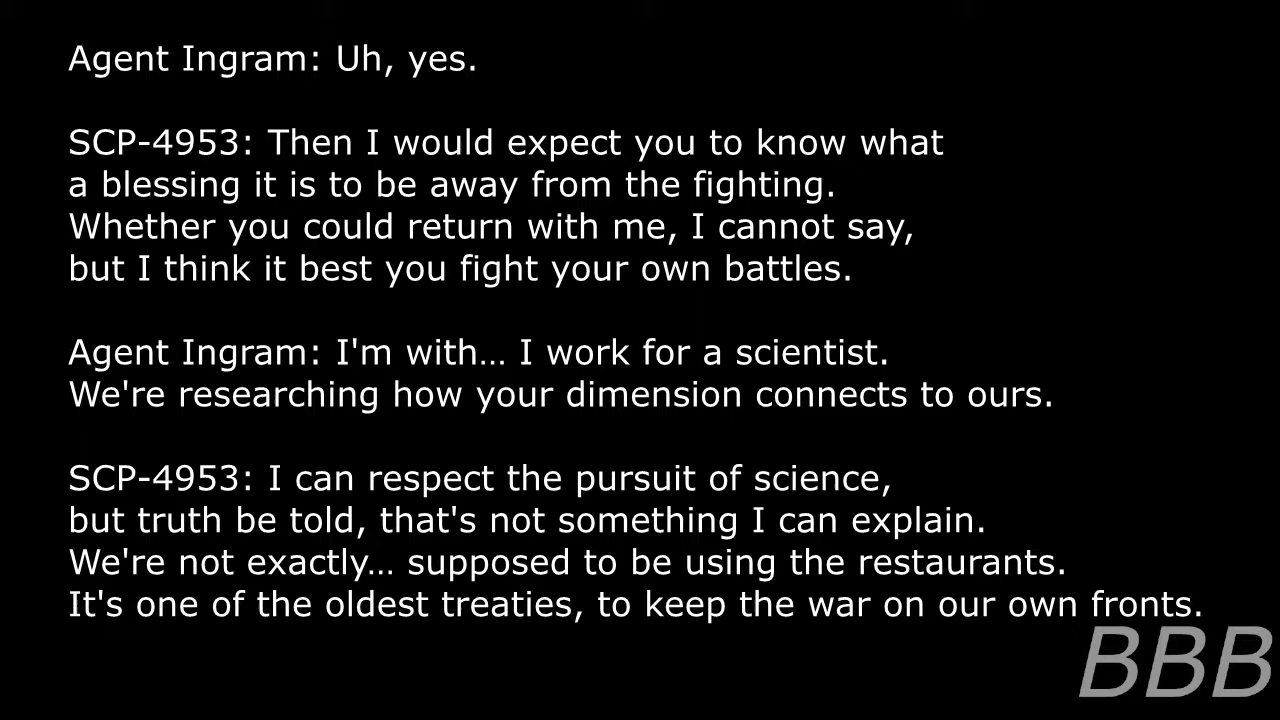 Agent Ingram: Uh, yes.
SCP-4953: Then I would expect you to know what
a blessing it is to be away from the fighting.
Whether you could return with me, I cannot say,
but I think it best you fight your own battles.
Agent Ingram: I'm with... I work for a scientist.
We're researching how your dimension connects to ours.
SCP-4953: I can respect the pursuit of science,
but truth be told, that's not something I can explain.
We're not exactly... supposed to be using the restaurants.
It's one of the oldest treaties, to keep the war on our own fronts.
BBB